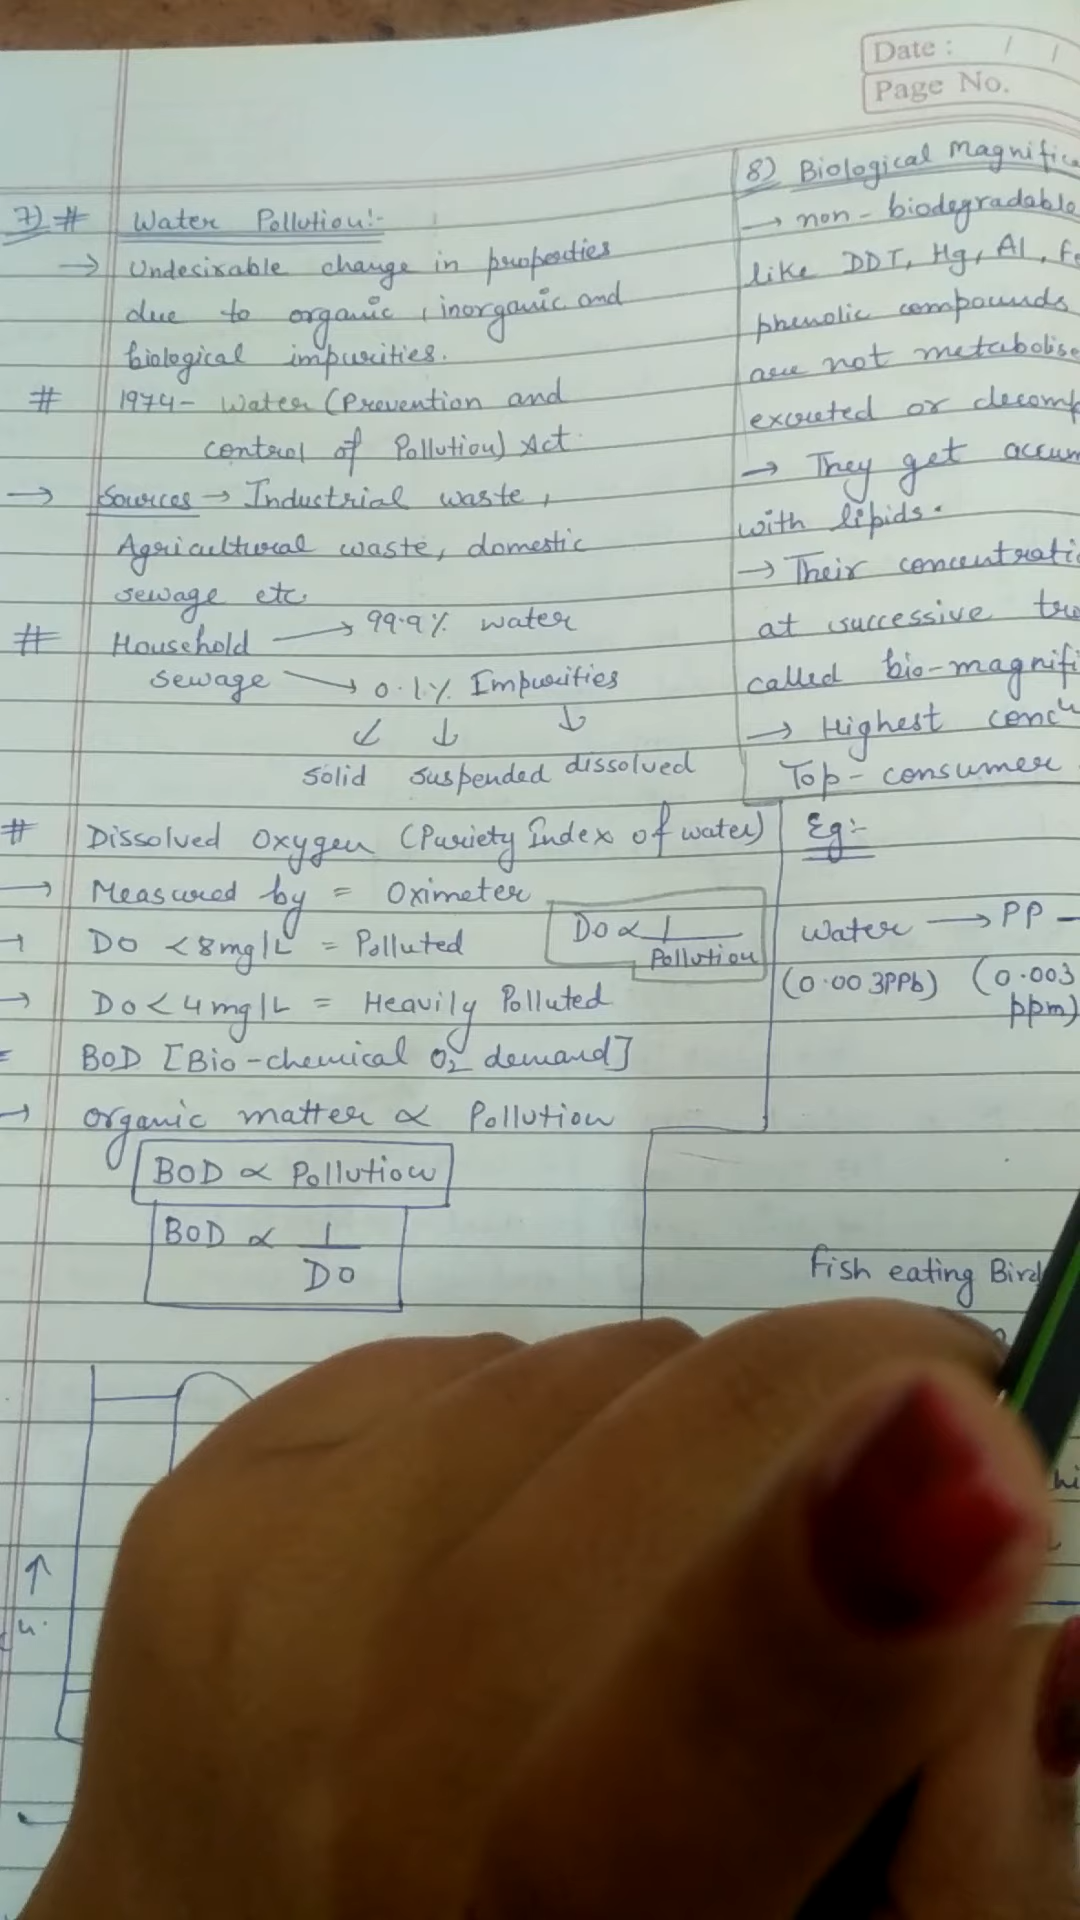 Date : / /
Page No.
7) # Water Pollution:-
→ Undesirable change in properties
due to organic, inorganic and
biological impurities.
# 1974- Water (Prevention and
control of Pollution) Act.
→ Sources → Industrial waste,
Agricultural waste, domestic
sewage etc.
# Household → 99.9% water
sewage → 0.1% Impurities
↙ ↓ ↓
solid suspended dissolved
# Dissolved Oxygen (Puriety Index of water)
→ Measured by = Oximeter
→ DO < 8mg/L = Polluted
DO ∝ 1/Pollution
→ DO < 4mg/L = Heavily Polluted
BOD [Bio-chemical O2 demand]
→ organic matter ∝ Pollution
BOD ∝ Pollution
BOD ∝ 1/DO
↑
8) Biological Magnifica
→ non-biodegradable
like DDT, Hg, Al, Fe
phenolic compounds
are not metabolise
excreted or decomp
→ They get accum
with lipids.
→ Their concentratio
at successive tro
called bio-magnifi
→ Highest concn
Top-consumer
Eg:-
Water → PP -
(0.003PPb) (0.003
ppm)
fish eating Bird